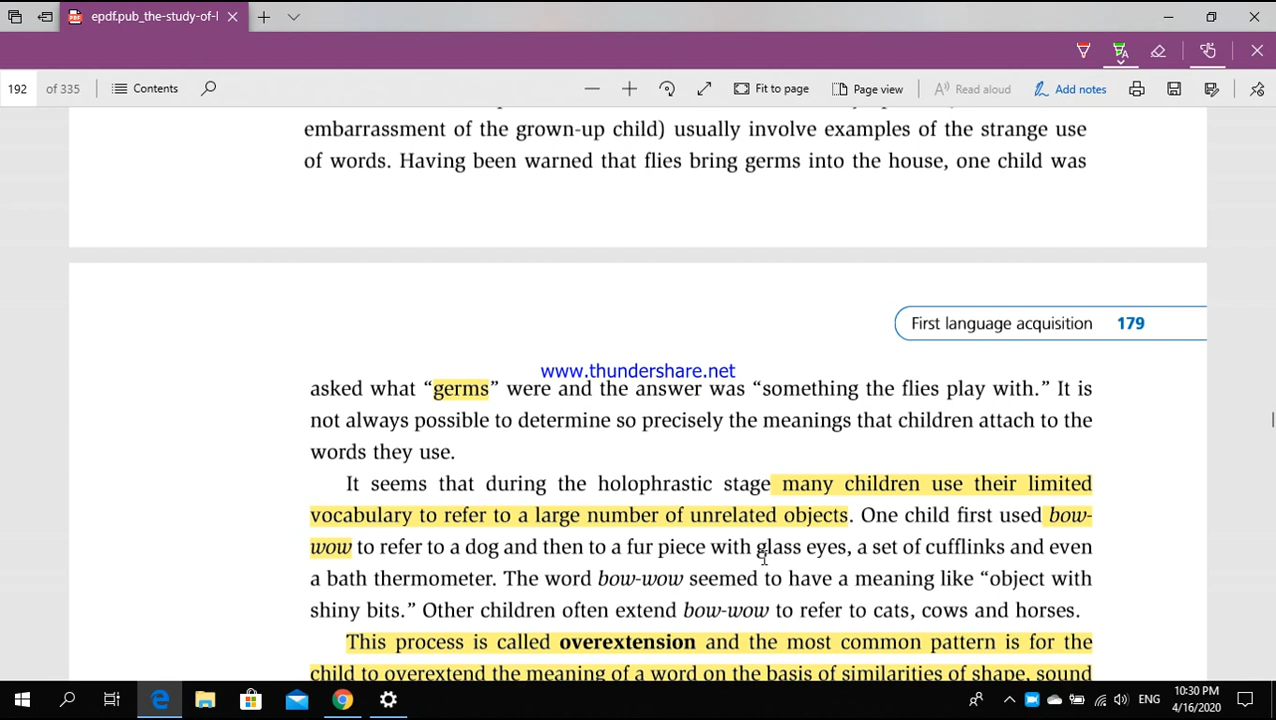 epdf.pub_the-study-of-l
192 of 335 Contents Fit to page Page view Read aloud Add notes
embarrassment of the grown-up child) usually involve examples of the strange use
of words. Having been warned that flies bring germs into the house, one child was
First language acquisition 179
www.thundershare.net
asked what “germs” were and the answer was “something the flies play with.” It is
not always possible to determine so precisely the meanings that children attach to the
words they use.
It seems that during the holophrastic stage many children use their limited
vocabulary to refer to a large number of unrelated objects. One child first used bow-
wow to refer to a dog and then to a fur piece with glass eyes, a set of cufflinks and even
a bath thermometer. The word bow-wow seemed to have a meaning like “object with
shiny bits.” Other children often extend bow-wow to refer to cats, cows and horses.
This process is called overextension and the most common pattern is for the
child to overextend the meaning of a word on the basis of similarities of shape, sound
ENG
10:30 PM
4/16/2020